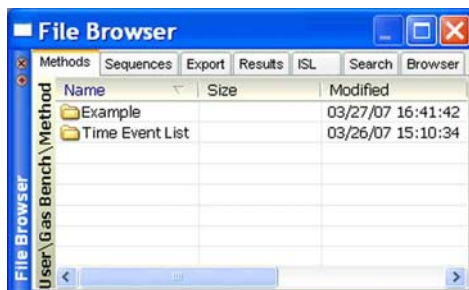 File Browser
Methods Sequences Export Results ISL Search Browser
Name Size Modified
Example 03/27/07 16:41:42
Time Event List 03/26/07 15:10:34
File Browser
User\Gas Bench\Method